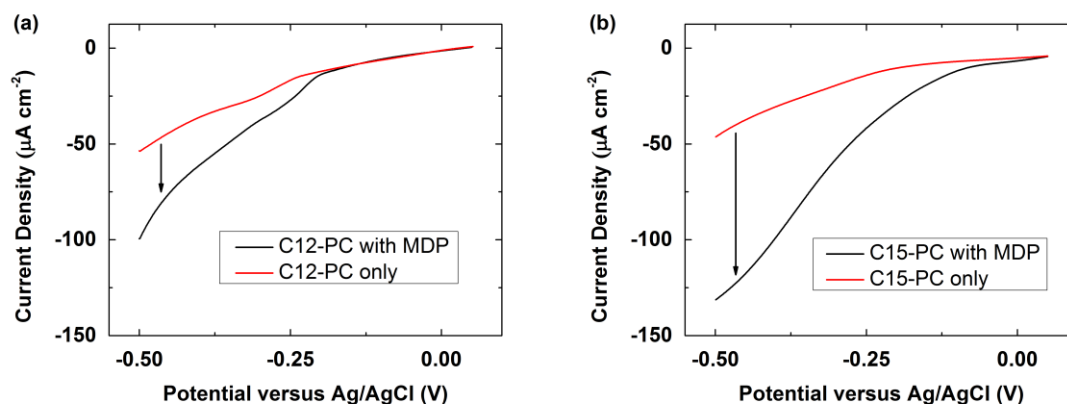 (a)
Current Density (μA cm⁻²)
0
-50
-100
-150
C12-PC with MDP
C12-PC only
-0.50
-0.25
0.00
Potential versus Ag/AgCl (V)
(b)
Current Density (μA cm⁻²)
0
-50
-100
-150
C15-PC with MDP
C15-PC only
-0.50
-0.25
0.00
Potential versus Ag/AgCl (V)